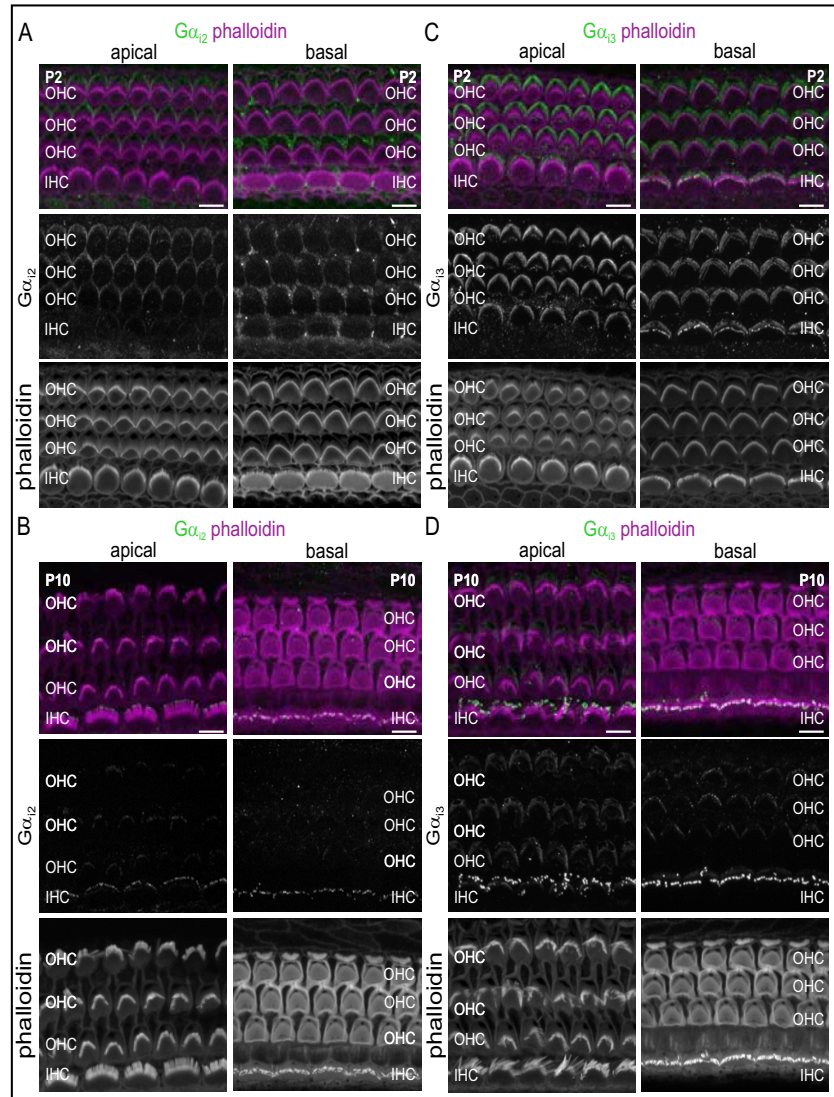 A
Gαi2 phalloidin
apical basal
P2 P2
OHC OHC
OHC OHC
OHC OHC
IHC IHC
Gαi2
OHC OHC
OHC OHC
OHC OHC
IHC IHC
phalloidin
OHC OHC
OHC OHC
OHC OHC
IHC IHC
C
Gαi3 phalloidin
apical basal
P2 P2
OHC OHC
OHC OHC
OHC OHC
IHC IHC
Gαi3
OHC OHC
OHC OHC
OHC OHC
IHC IHC
phalloidin
OHC OHC
OHC OHC
OHC OHC
IHC IHC
B
Gαi2 phalloidin
apical basal
P10 P10
OHC OHC
OHC OHC
OHC OHC
IHC IHC
Gαi2
OHC OHC
OHC OHC
OHC OHC
IHC IHC
phalloidin
OHC OHC
OHC OHC
OHC OHC
IHC IHC
D
Gαi3 phalloidin
apical basal
P10 P10
OHC OHC
OHC OHC
OHC OHC
IHC IHC
Gαi3
OHC OHC
OHC OHC
OHC OHC
IHC IHC
phalloidin
OHC OHC
OHC OHC
OHC OHC
IHC IHC